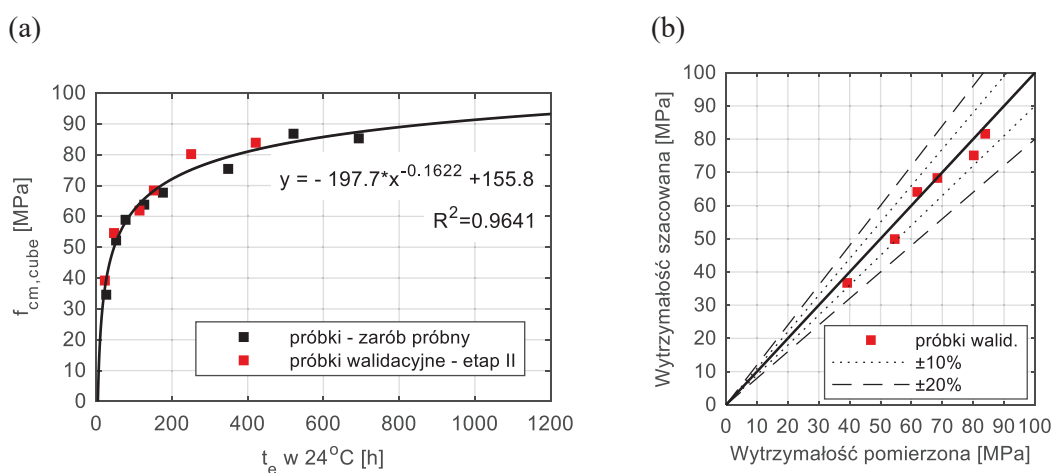 (a)
(b)
100
90
80
70
60
50
40
30
20
10
0
f_cm,cube [MPa]
y = - 197.7*x^-0.1622 +155.8
R^2=0.9641
próbki - zarób próbny
próbki walidacyjne - etap II
0 200 400 600 800 1000 1200
t_e w 24°C [h]
100
90
80
70
60
50
40
30
20
10
0
Wytrzymałość szacowana [MPa]
próbki walid.
±10%
±20%
0 10 20 30 40 50 60 70 80 90 100
Wytrzymałość pomierzona [MPa]